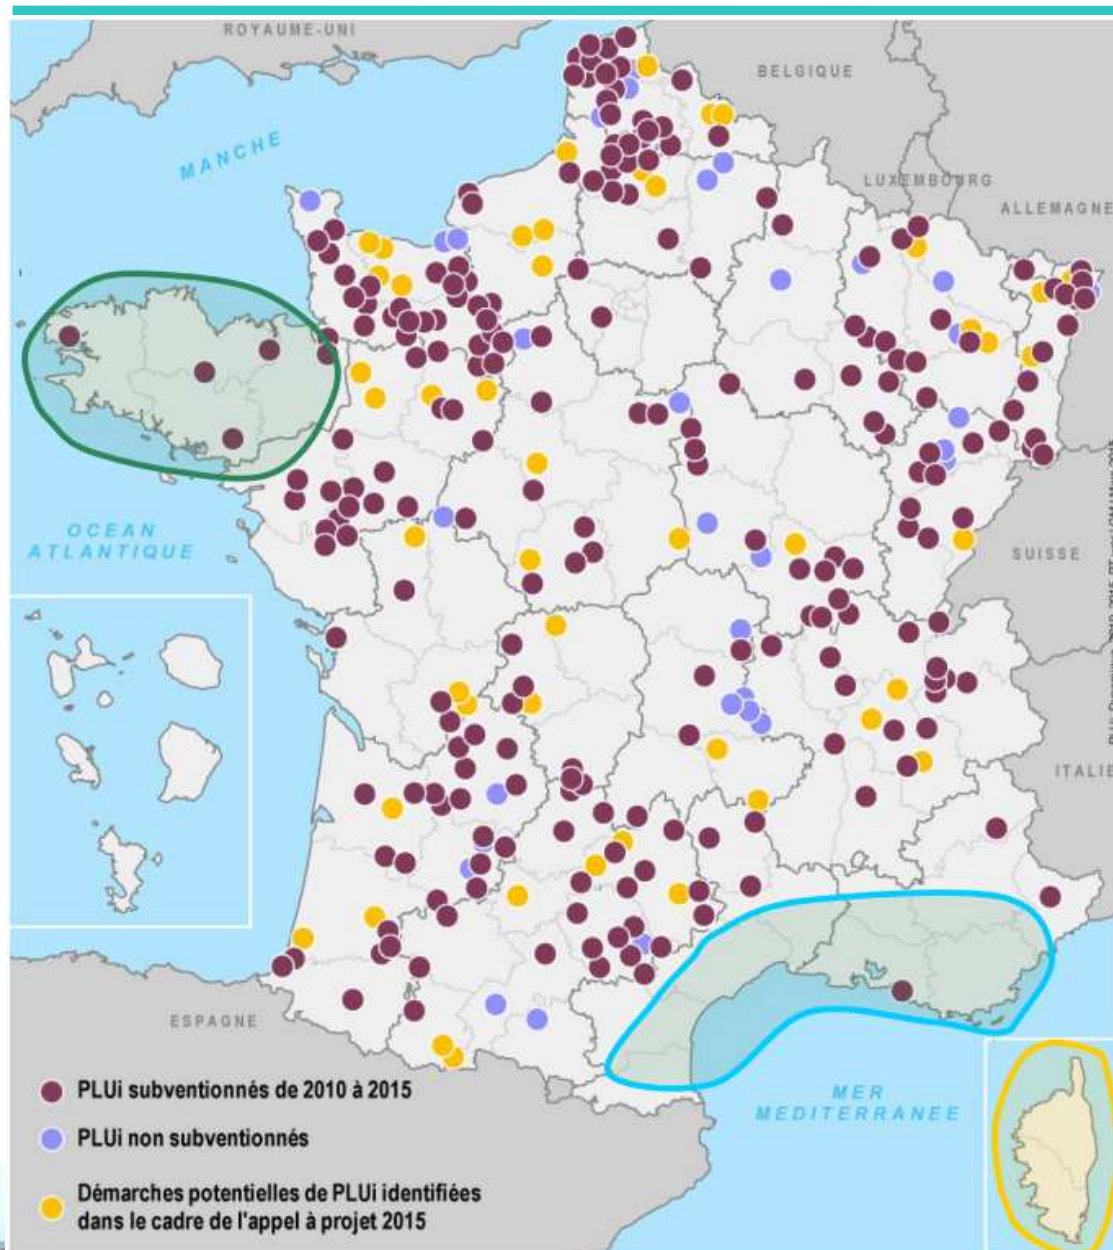 ROYAUME-UNI
BELGIQUE
MANCHE
LUXEMBOURG
ALLEMAGNE
OCEAN
ATLANTIQUE
SUISSE
ITALIE
ESPAGNE
MER
MEDITERRANEE
PLUi subventionnés de 2010 à 2015
PLUi non subventionnés
Démarches potentielles de PLUi identifiées
dans le cadre de l'appel à projet 2015